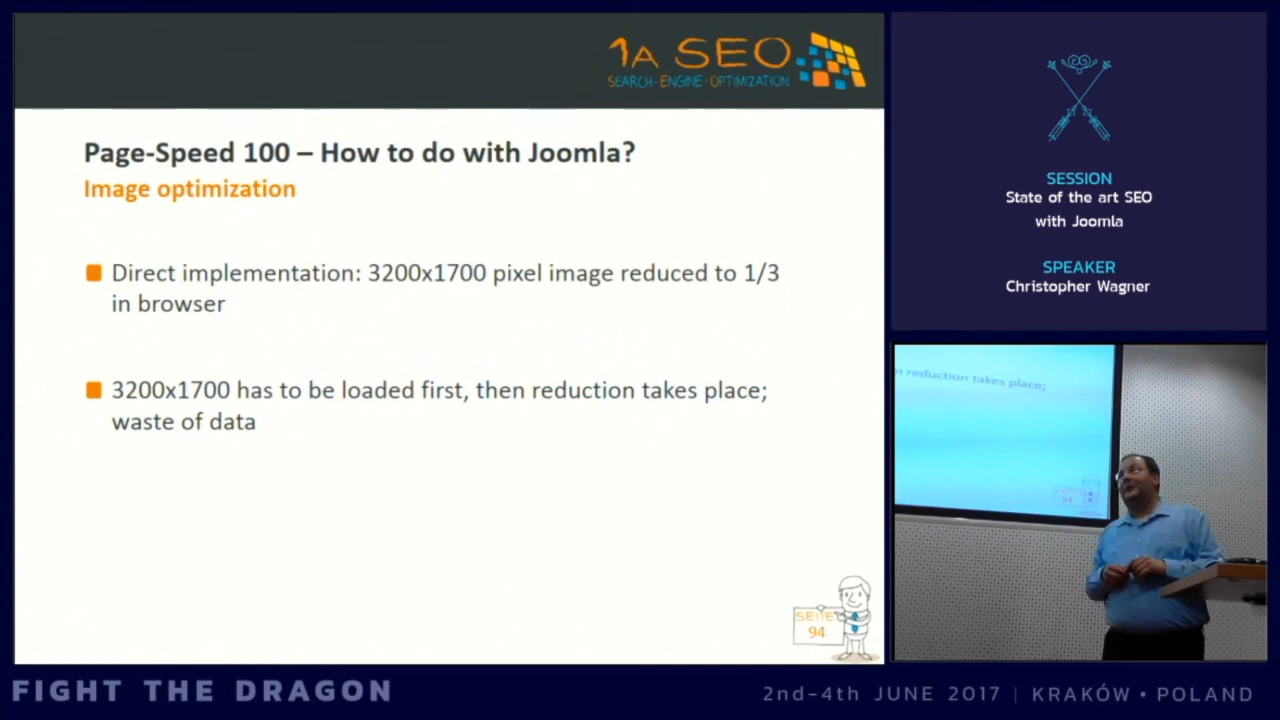 1A SEO
SEARCH-ENGINE-OPTIMIZATION
Page-Speed 100 – How to do with Joomla?
Image optimization
Direct implementation: 3200x1700 pixel image reduced to 1/3
in browser
3200x1700 has to be loaded first, then reduction takes place;
waste of data
SEITE
94
SESSION
State of the art SEO
with Joomla
SPEAKER
Christopher Wagner
n reduction takes place;
94
FIGHT THE DRAGON
2nd-4th JUNE 2017 | KRAKÓW • POLAND